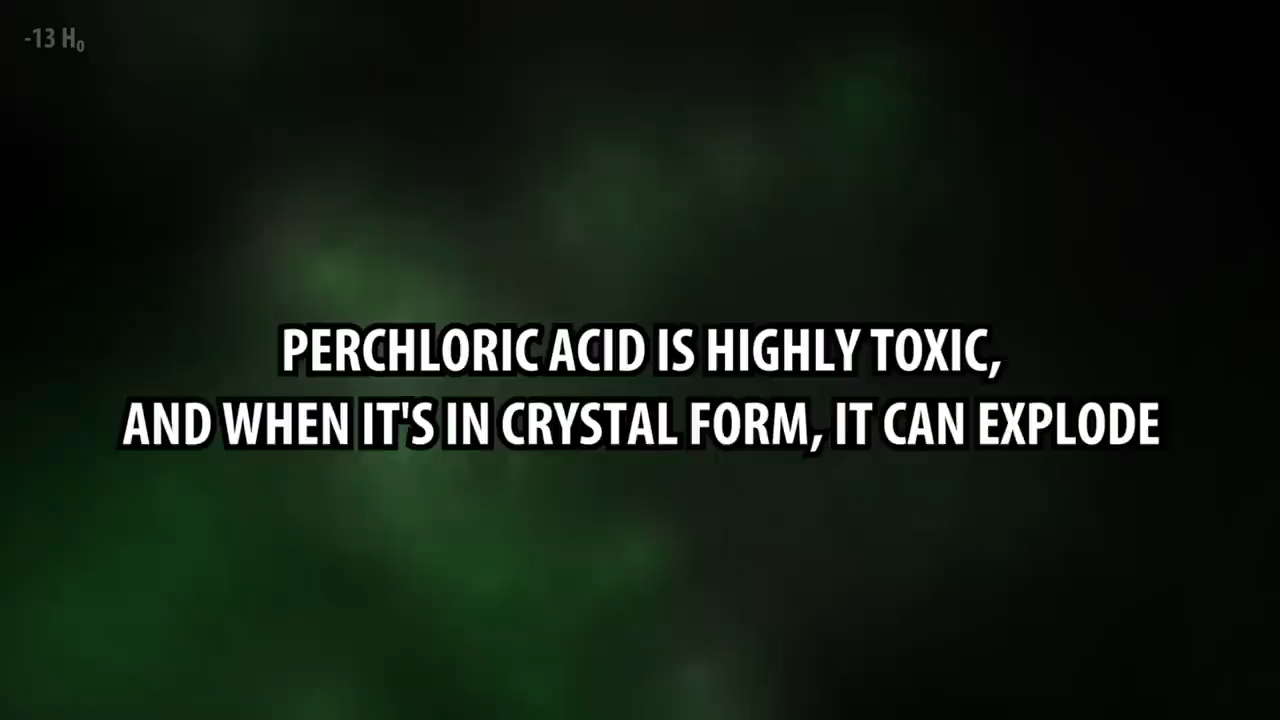 -13 H₀
PERCHLORIC ACID IS HIGHLY TOXIC,
AND WHEN IT'S IN CRYSTAL FORM, IT CAN EXPLODE